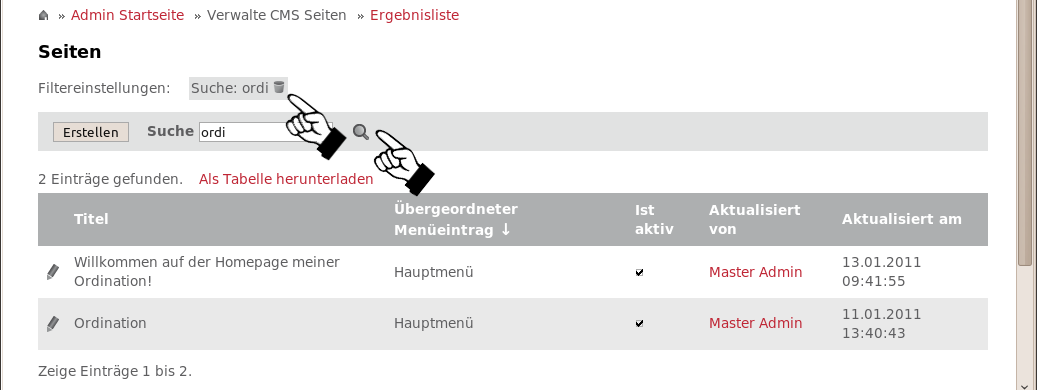 » Admin Startseite » Verwalte CMS Seiten » Ergebnisliste
Seiten
Filtereinstellungen: Suche: ordi
Erstellen Suche ordi
2 Einträge gefunden. Als Tabelle herunterladen
Titel
Übergeordneter
Menüeintrag ↓
Ist
aktiv
Aktualisiert
von
Aktualisiert am
Willkommen auf der Homepage meiner
Ordination!
Hauptmenü
Master Admin
13.01.2011
09:41:55
Ordination
Hauptmenü
Master Admin
11.01.2011
13:40:43
Zeige Einträge 1 bis 2.